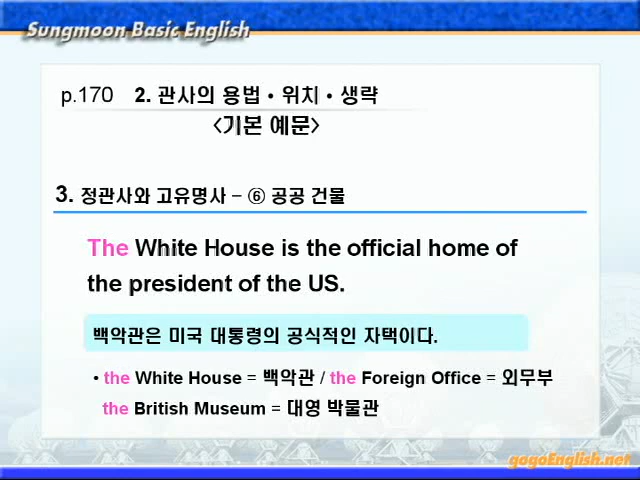 Sungmoon Basic English
p.170 2. 관사의 용법 • 위치 • 생략
<기본 예문>
3. 정관사와 고유명사 – ⑥ 공공 건물
The White House is the official home of
the president of the US.
백악관은 미국 대통령의 공식적인 자택이다.
• the White House = 백악관 / the Foreign Office = 외무부
the British Museum = 대영 박물관
gogoEnglish.net